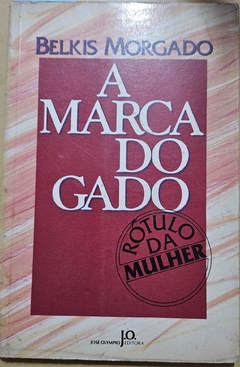 BELKIS MORGADO
A
MARCA
DO
GADO
RÓTULO
DA
MULHER
J.O.
JOSÉ OLYMPIO EDITORA